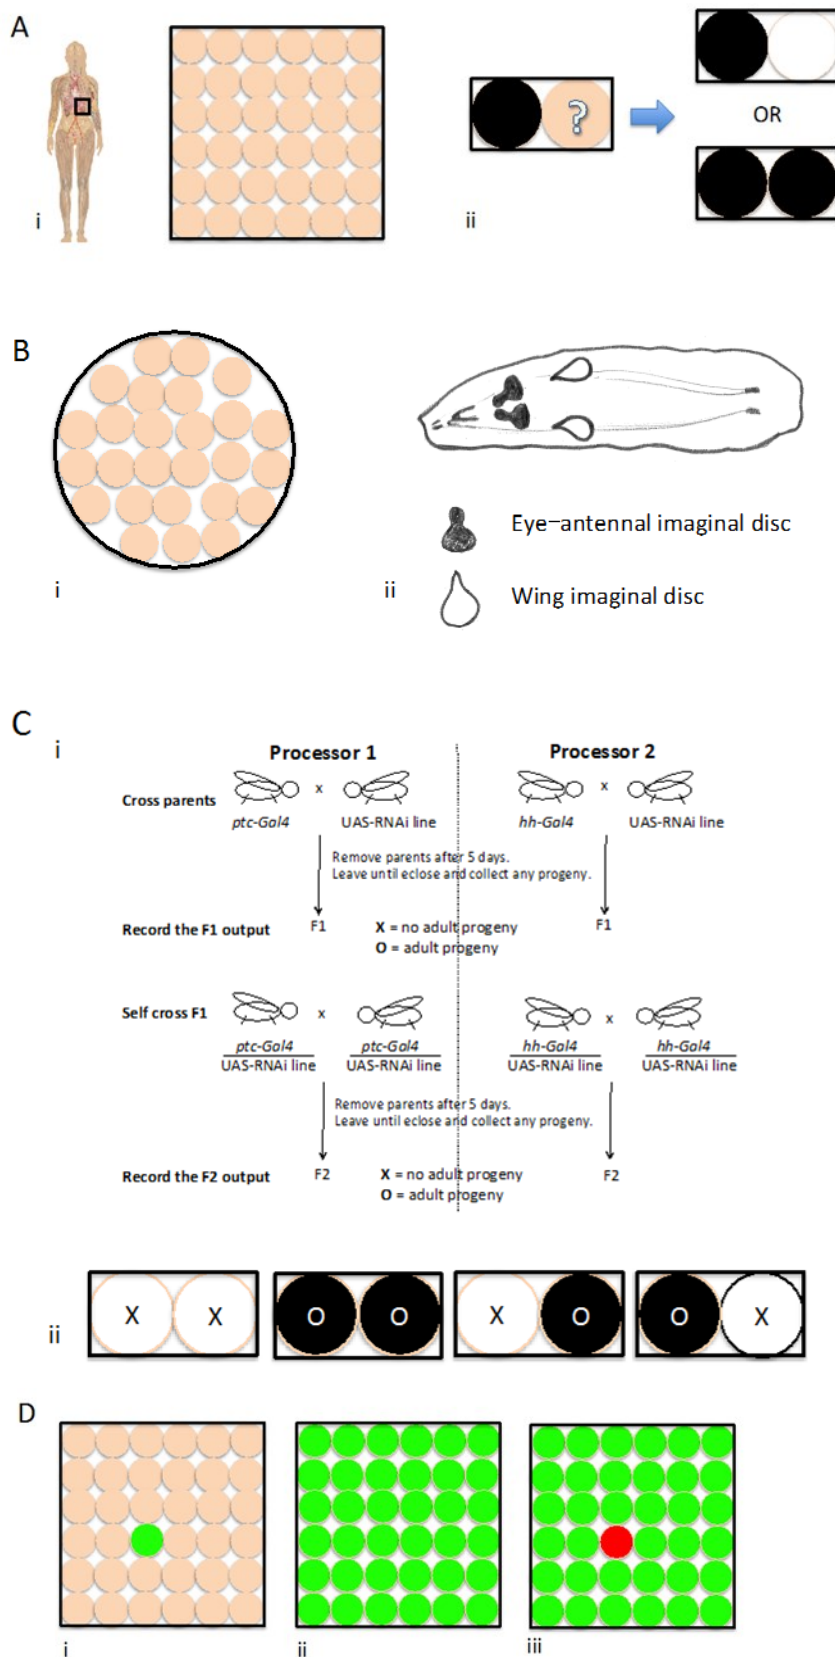 A
?
OR
i
ii
B
Eye-antennal imaginal disc
i
ii
Wing imaginal disc
C
i
Processor 1
Processor 2
Cross parents
x
x
ptc-Gal4
UAS-RNAi line
hh-Gal4
UAS-RNAi line
Remove parents after 5 days.
Leave until eclose and collect any progeny.
Record the F1 output
F1
X = no adult progeny
O = adult progeny
F1
Self cross F1
x
x
ptc-Gal4
UAS-RNAi line
ptc-Gal4
UAS-RNAi line
hh-Gal4
UAS-RNAi line
hh-Gal4
UAS-RNAi line
Remove parents after 5 days.
Leave until eclose and collect any progeny.
Record the F2 output
F2
X = no adult progeny
O = adult progeny
F2
ii
X X O O X O O X
D
i
ii
iii